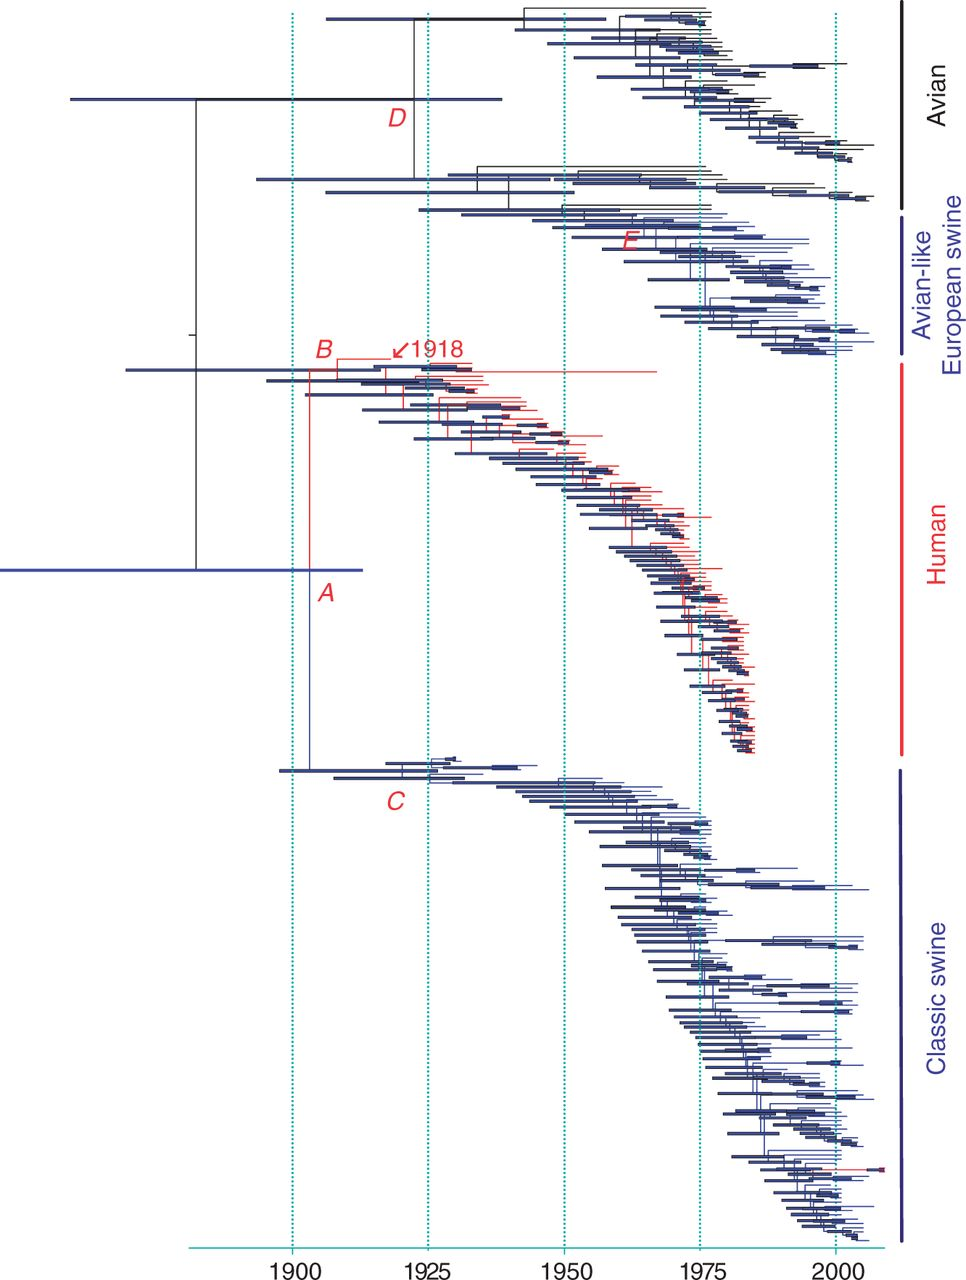 Avian
D
Avian-like
European swine
E
B
↙1918
Human
A
C
Classic swine
1900 1925 1950 1975 2000